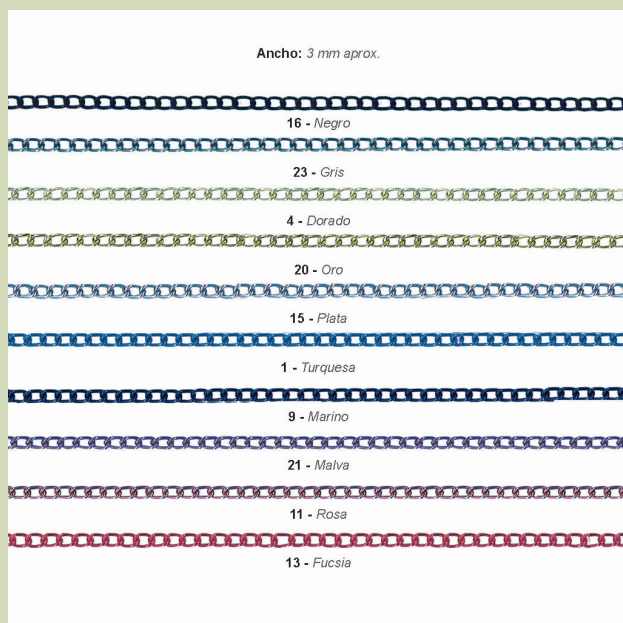 Ancho: 3 mm aprox.
16 - Negro
23 - Gris
4 - Dorado
20 - Oro
15 - Plata
1 - Turquesa
9 - Marino
21 - Malva
11 - Rosa
13 - Fucsia